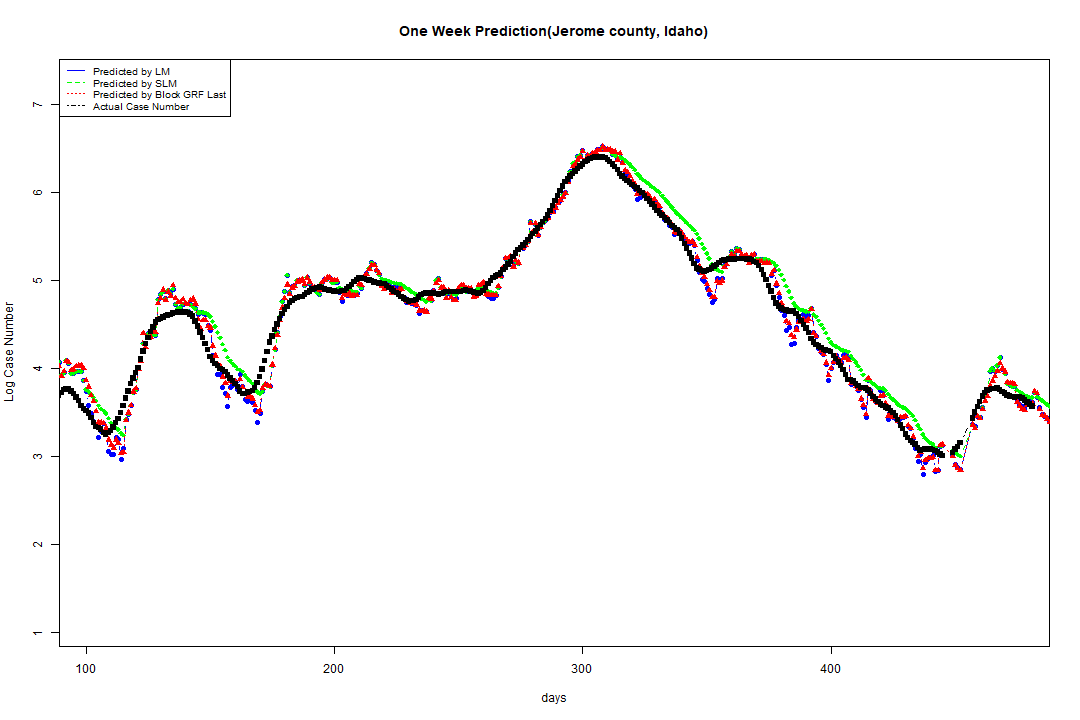 One Week Prediction(Jerome county, Idaho)
Predicted by LM
Predicted by SLM
Predicted by Block GRF Last
Actual Case Number
7
6
5
4
3
2
1
Log Case Number
100 200 300 400
days